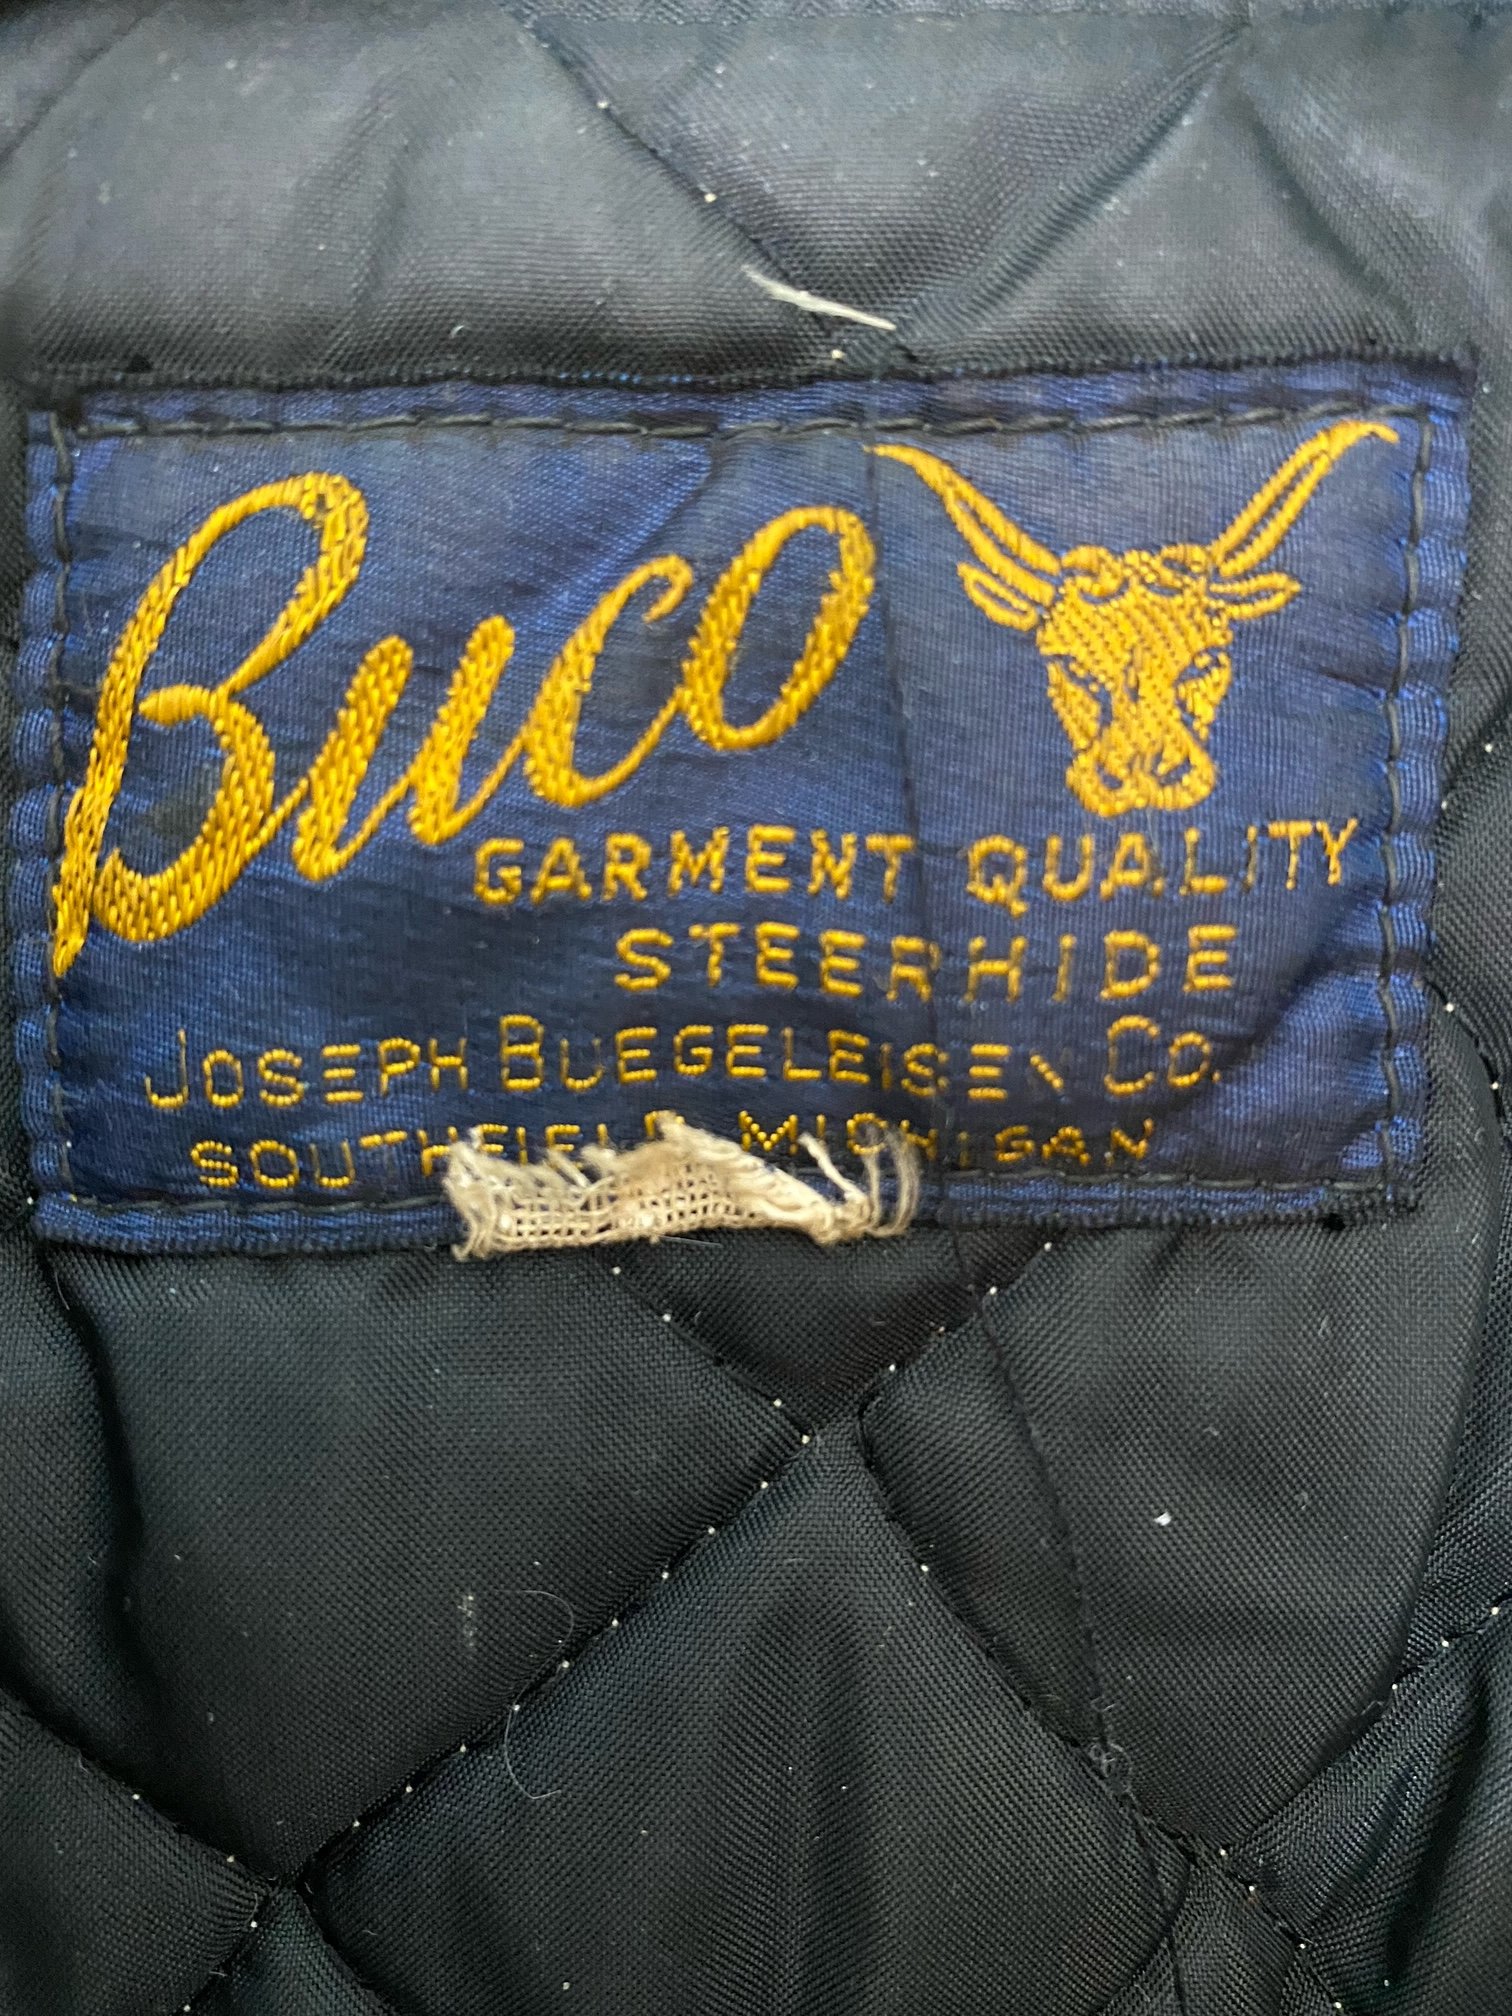 Buco
GARMENT QUALITY
STEERHIDE
JOSEPH BUEGELEISEN CO.
SOUTHFIELD MICHIGAN